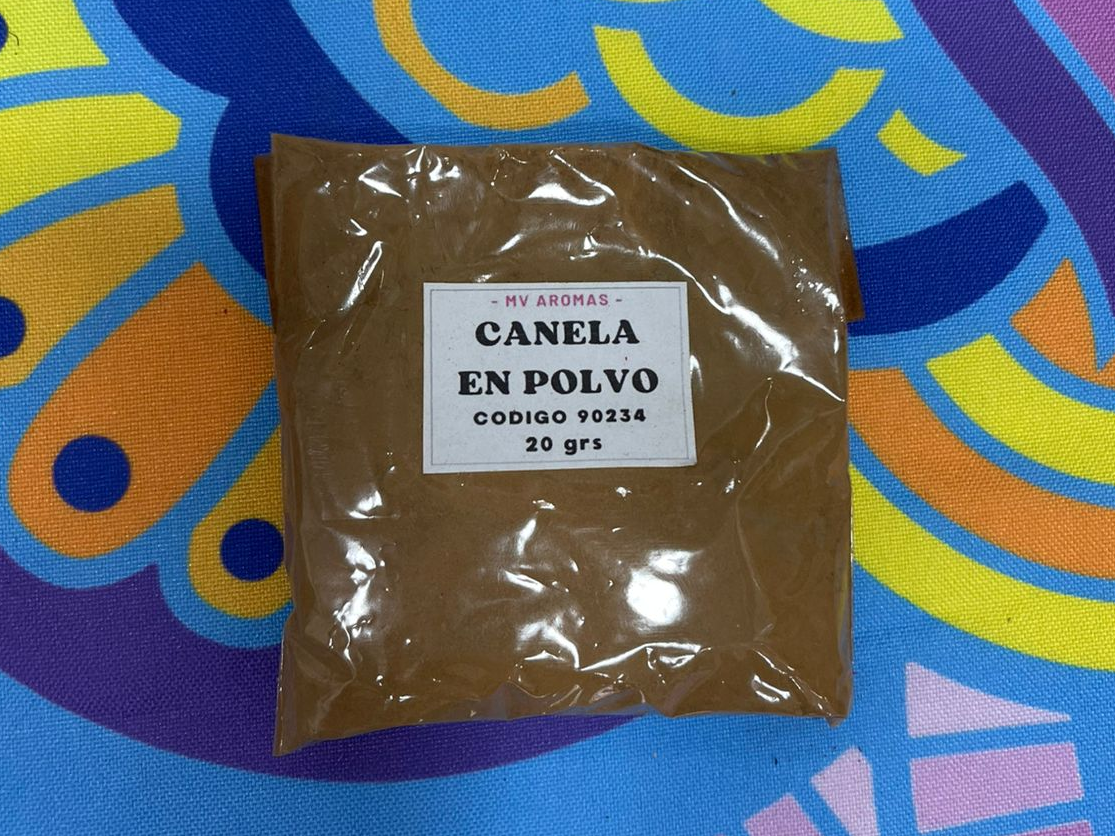 - MV AROMAS -
CANELA
EN POLVO
CODIGO 90234
20 grs